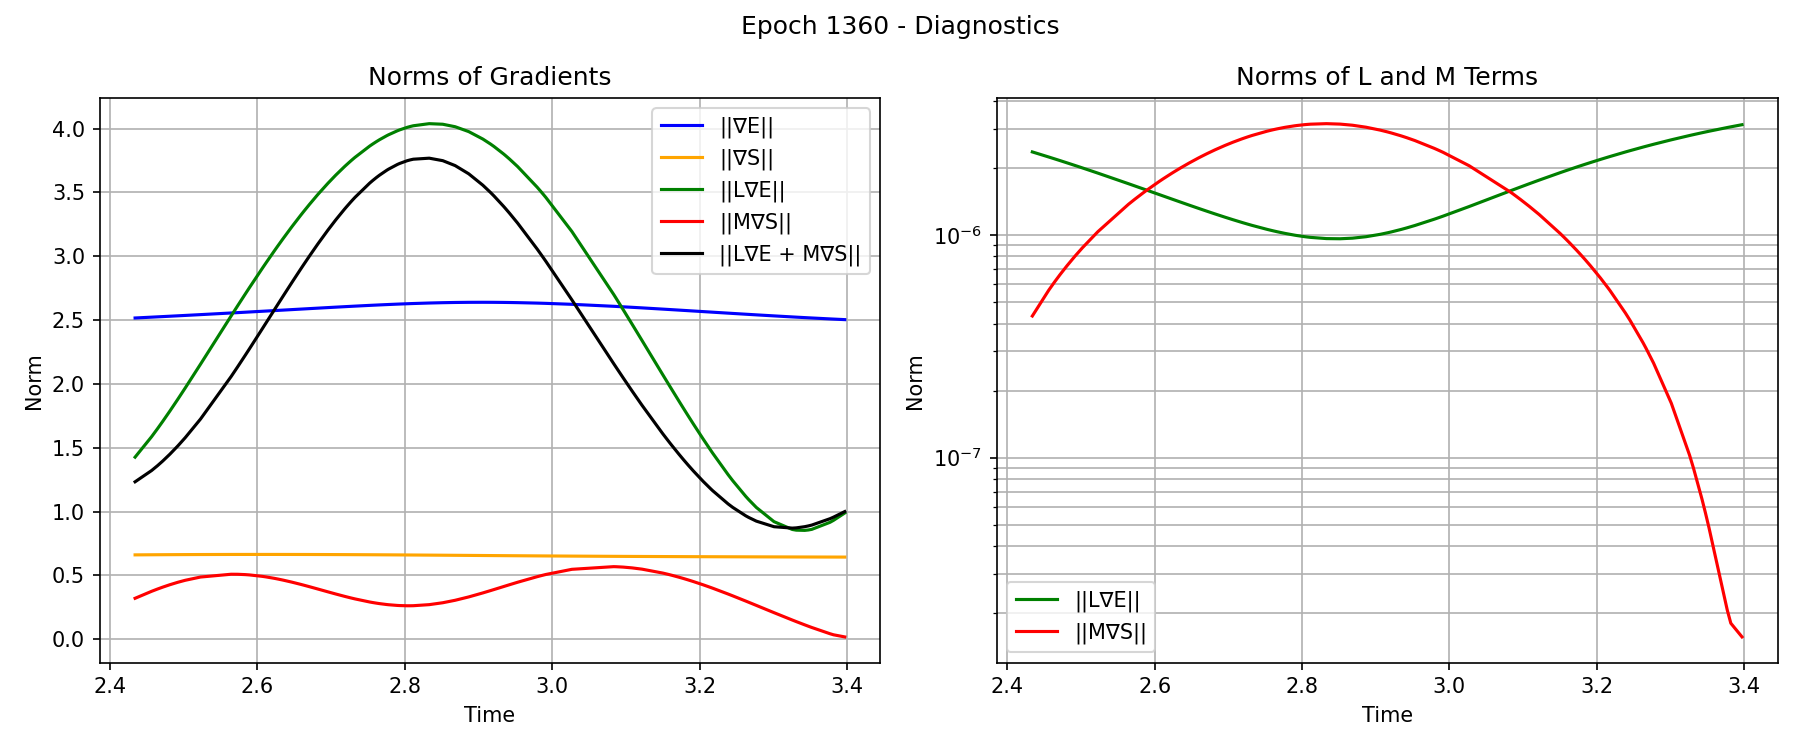 Epoch 1360 - Diagnostics
Norms of Gradients
Norm
4.0
3.5
3.0
2.5
2.0
1.5
1.0
0.5
0.0
||∇E||
||∇S||
||L∇E||
||M∇S||
||L∇E + M∇S||
2.4 2.6 2.8 3.0 3.2 3.4
Time
Norms of L and M Terms
Norm
10⁻⁶
10⁻⁷
||L∇E||
||M∇S||
2.4 2.6 2.8 3.0 3.2 3.4
Time